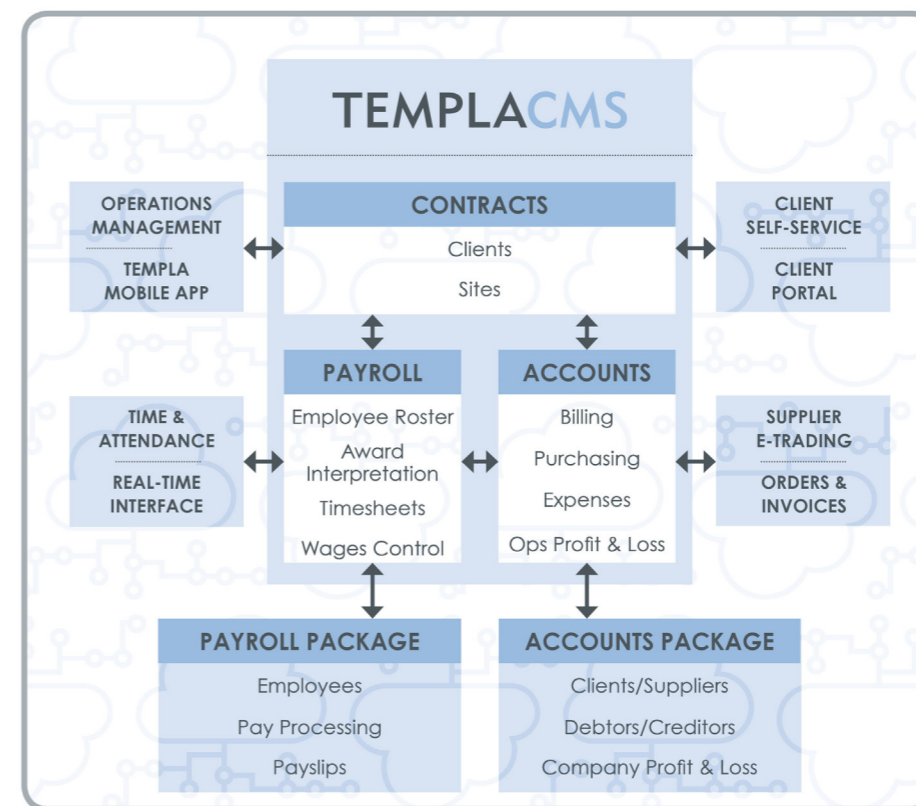 TEMPLACMS
OPERATIONS
MANAGEMENT
TEMPLA
MOBILE APP
CONTRACTS
Clients
Sites
CLIENT
SELF-SERVICE
CLIENT
PORTAL
TIME &
ATTENDANCE
REAL-TIME
INTERFACE
PAYROLL
Employee Roster
Award
Interpretation
Timesheets
Wages Control
ACCOUNTS
Billing
Purchasing
Expenses
Ops Profit & Loss
SUPPLIER
E-TRADING
ORDERS &
INVOICES
PAYROLL PACKAGE
Employees
Pay Processing
Payslips
ACCOUNTS PACKAGE
Clients/Suppliers
Debtors/Creditors
Company Profit & Loss